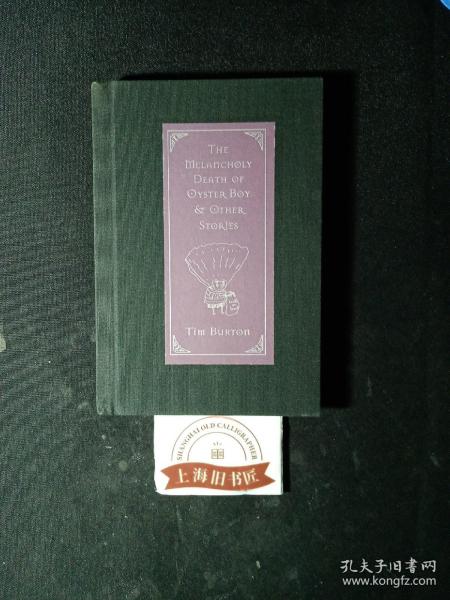 The
Melancholy
Death of
Oyster Boy
& Other
Stories
Tim Burton
SHANGHAI OLD CALLIGRAPHER
上海旧书匠
孔夫子旧书网
www.kongfz.com